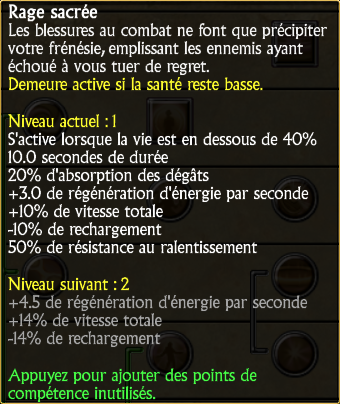 Rage sacrée
Les blessures au combat ne font que précipiter
votre frénésie, emplissant les ennemis ayant
échoué à vous tuer de regret.
Demeure active si la santé reste basse.
Niveau actuel : 1
S'active lorsque la vie est en dessous de 40%
10.0 secondes de durée
20% d'absorption des dégâts
+3.0 de régénération d'énergie par seconde
+10% de vitesse totale
-10% de rechargement
50% de résistance au ralentissement
Niveau suivant : 2
+4.5 de régénération d'énergie par seconde
+14% de vitesse totale
-14% de rechargement
Appuyez pour ajouter des points de
compétence inutilisés.